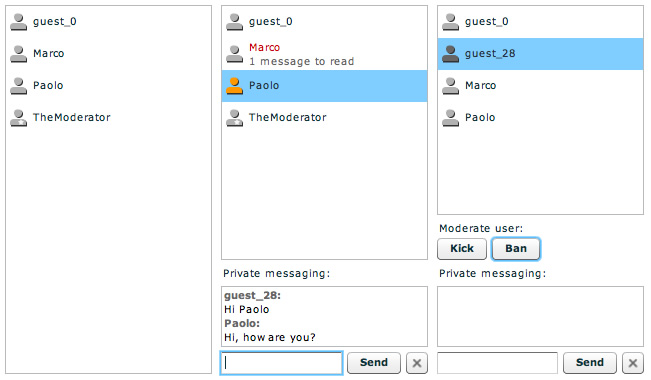 guest_0
Marco
Paolo
TheModerator
guest_0
Marco
1 message to read
Paolo
TheModerator
Private messaging:
guest_28:
Hi Paolo
Paolo:
Hi, how are you?
Send
guest_0
guest_28
Marco
Paolo
Moderate user:
Kick Ban
Private messaging:
Send